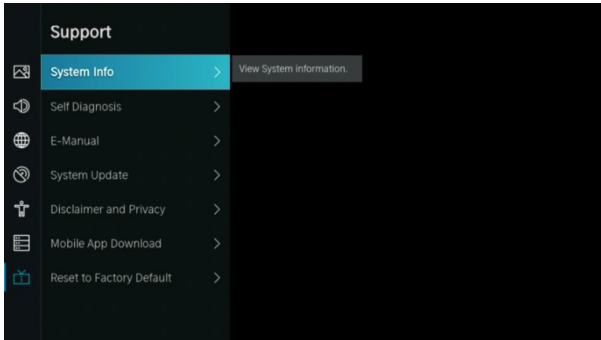 Support
System Info
View System information.
Self Diagnosis
E-Manual
System Update
Disclaimer and Privacy
Mobile App Download
Reset to Factory Default